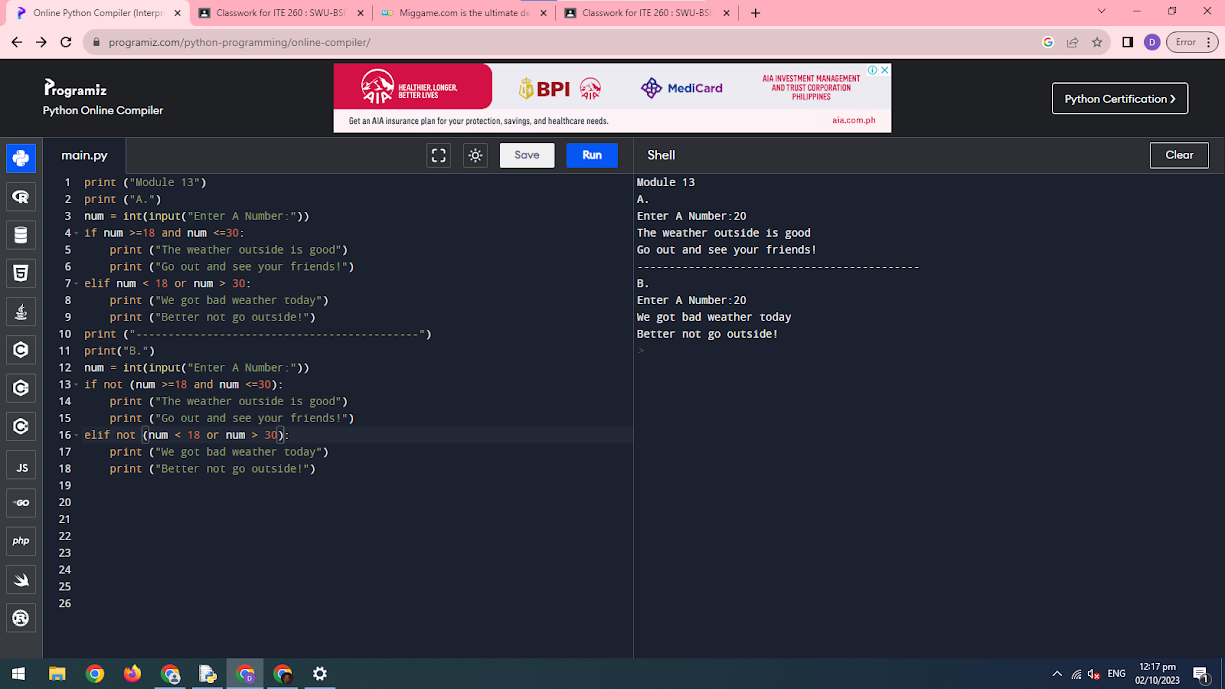 Online Python Compiler (Interpr
Classwork for ITE 260 : SWU-BSI
Miggame.com is the ultimate de
Classwork for ITE 260 : SWU-BSI
programiz.com/python-programming/online-compiler/
D
Error
Programiz
Python Online Compiler
AIA
HEALTHIER, LONGER,
BETTER LIVES
BPI
AIA
MediCard
AIA INVESTMENT MANAGEMENT
AND TRUST CORPORATION
PHILIPPINES
Get an AIA insurance plan for your protection, savings, and healthcare needs.
aia.com.ph
Python Certification
main.py
Save
Run
Shell
Clear
1 print ("Module 13")
2 print ("A.")
3 num = int(input("Enter A Number:"))
4 if num >=18 and num <=30:
5 print ("The weather outside is good")
6 print ("Go out and see your friends!")
7 elif num < 18 or num > 30:
8 print ("We got bad weather today")
9 print ("Better not go outside!")
10 print ("--------------------------------------------")
11 print("B.")
12 num = int(input("Enter A Number:"))
13 if not (num >=18 and num <=30):
14 print ("The weather outside is good")
15 print ("Go out and see your friends!")
16 elif not (num < 18 or num > 30):
17 print ("We got bad weather today")
18 print ("Better not go outside!")
19
20
21
22
23
24
25
26
Module 13
A.
Enter A Number:20
The weather outside is good
Go out and see your friends!
--------------------------------------------
B.
Enter A Number:20
We got bad weather today
Better not go outside!
>
R
5
C
C
C
JS
GO
php
R
ENG
12:17 pm
02/10/2023
1